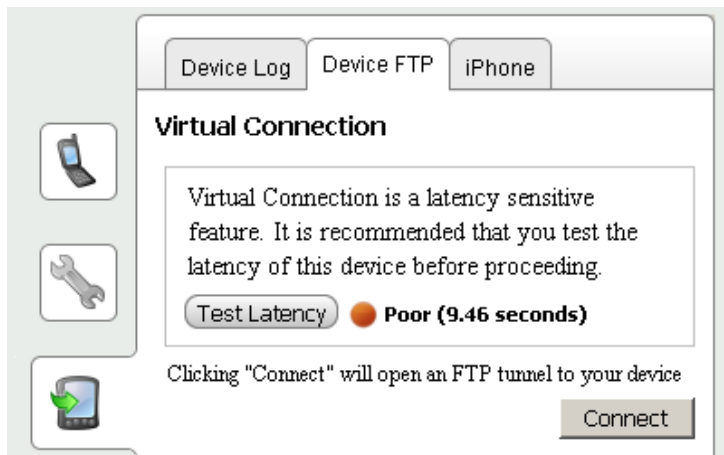 Device Log Device FTP iPhone
Virtual Connection
Virtual Connection is a latency sensitive
feature. It is recommended that you test the
latency of this device before proceeding.
Test Latency Poor (9.46 seconds)
Clicking "Connect" will open an FTP tunnel to your device
Connect